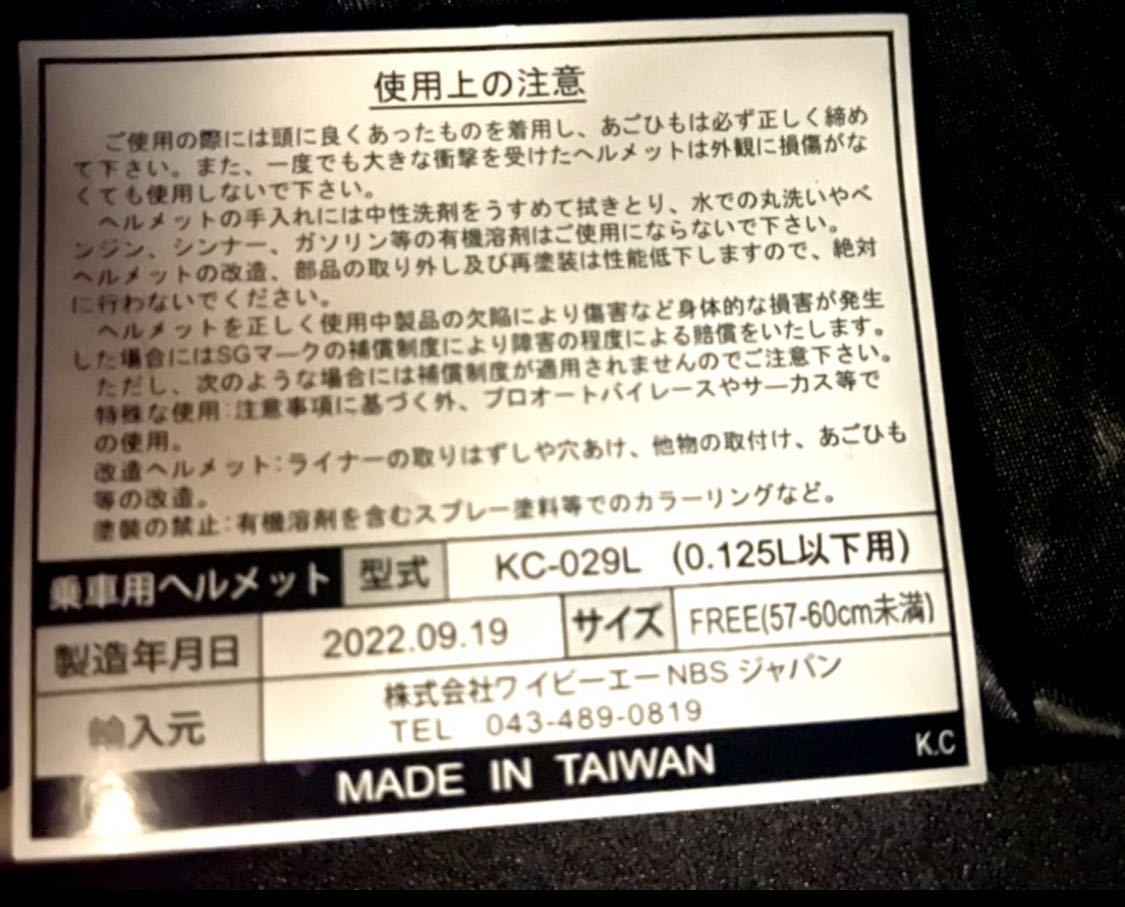 使用上の注意
ご使用の際には頭に良くあったものを着用し、あごひもは必ず正しく締め
て下さい。また、一度でも大きな衝撃を受けたヘルメットは外観に損傷がな
くても使用しないで下さい。
ヘルメットの手入れには中性洗剤をうすめて拭きとり、水での丸洗いやベ
ンジン、シンナー、ガソリン等の有機溶剤はご使用にならないで下さい。
ヘルメットの改造、部品の取り外し及び再塗装は性能低下しますので、絶対
に行わないでください。
ヘルメットを正しく使用中製品の欠陥により傷害など身体的な損害が発生
した場合にはSGマークの補償制度により障害の程度による賠償をいたします。
ただし、次のような場合には補償制度が適用されませんのでご注意下さい。
特殊な使用:注意事項に基づく外、プロオートバイレースやサーカス等で
の使用。
改造ヘルメット:ライナーの取りはずしや穴あけ、他物の取付け、あごひも
等の改造。
塗装の禁止:有機溶剤を含むスプレー塗料等でのカラーリングなど。
乗車用ヘルメット 型式 KC-029L (0.125L以下用)
製造年月日 2022.09.19 サイズ FREE(57-60cm未満)
輸入元 株式会社ワイビーエーNBS ジャパン
TEL 043-489-0819
MADE IN TAIWAN K.C